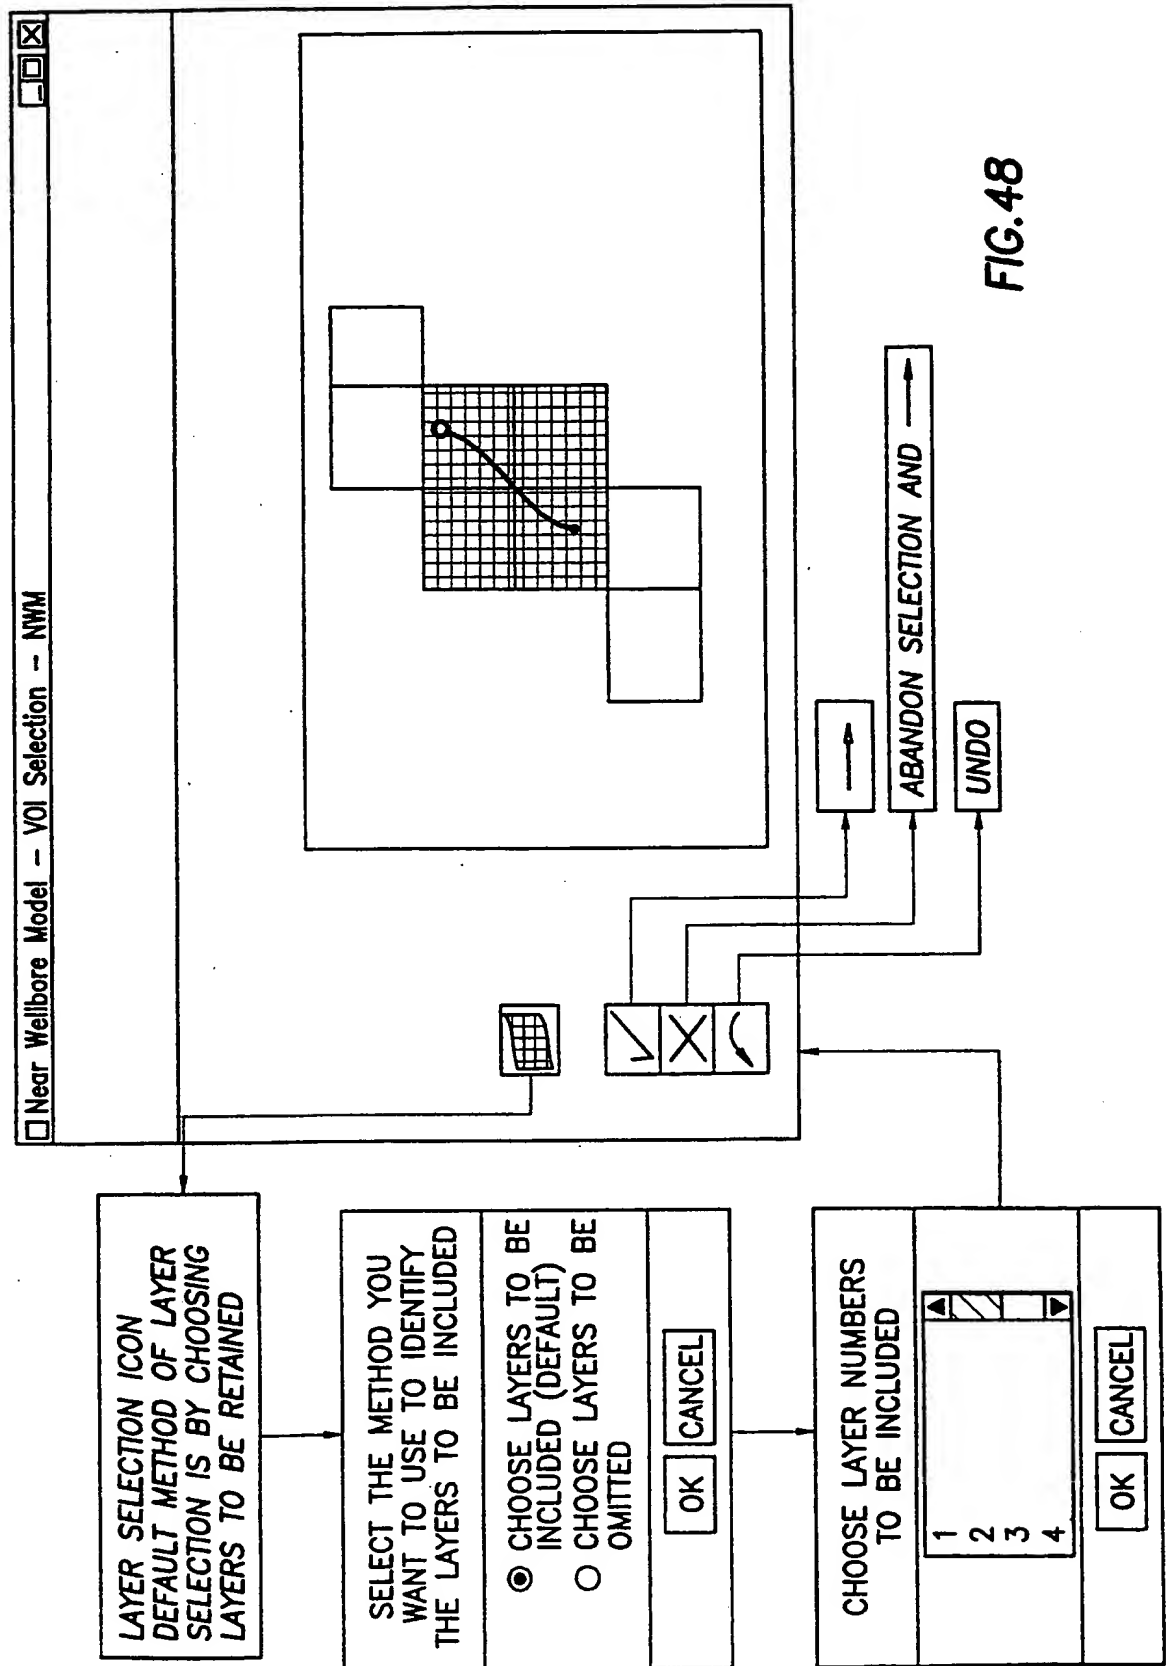 Near Wellbore Model — VOI Selection — NWM
LAYER SELECTION ICON
DEFAULT METHOD OF LAYER
SELECTION IS BY CHOOSING
LAYERS TO BE RETAINED
SELECT THE METHOD YOU
WANT TO USE TO IDENTIFY
THE LAYERS TO BE INCLUDED
CHOOSE LAYERS TO BE
INCLUDED (DEFAULT)
CHOOSE LAYERS TO BE
OMITTED
OK CANCEL
CHOOSE LAYER NUMBERS
TO BE INCLUDED
1
2
3
4
OK CANCEL
ABANDON SELECTION AND
UNDO
FIG.48